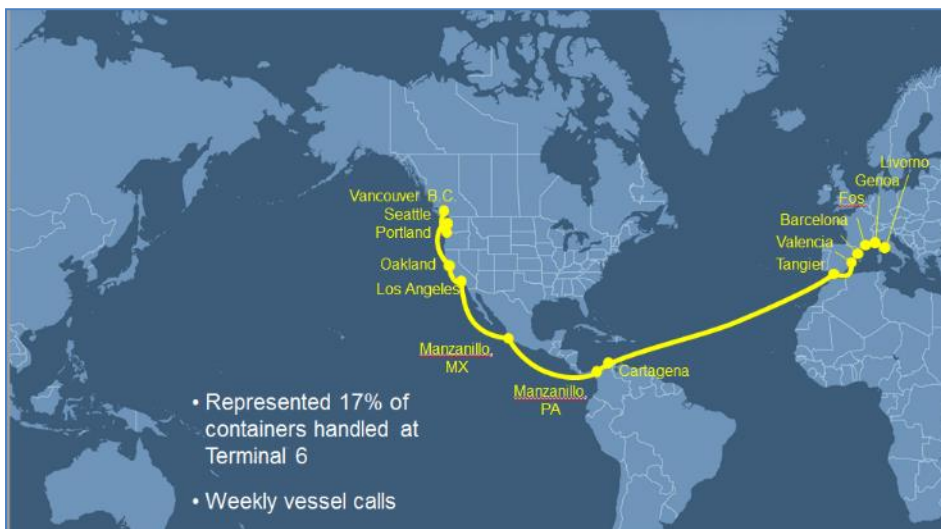 Livorno
Genoa
Fos
Vancouver B.C.
Seattle
Barcelona
Portland
Valencia
Tangier
Oakland
Los Angeles
Manzanillo,
MX
Cartagena
Manzanillo,
PA
• Represented 17% of
containers handled at
Terminal 6
• Weekly vessel calls